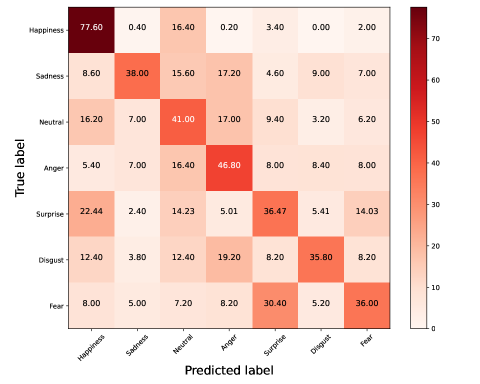 Happiness 77.60 0.40 16.40 0.20 3.40 0.00 2.00
Sadness 8.60 38.00 15.60 17.20 4.60 9.00 7.00
Neutral 16.20 7.00 41.00 17.00 9.40 3.20 6.20
Anger 5.40 7.00 16.40 46.80 8.00 8.40 8.00
Surprise 22.44 2.40 14.23 5.01 36.47 5.41 14.03
Disgust 12.40 3.80 12.40 19.20 8.20 35.80 8.20
Fear 8.00 5.00 7.20 8.20 30.40 5.20 36.00
True label
Happiness Sadness Neutral Anger Surprise Disgust Fear
Predicted label
70
60
50
40
30
20
10
0